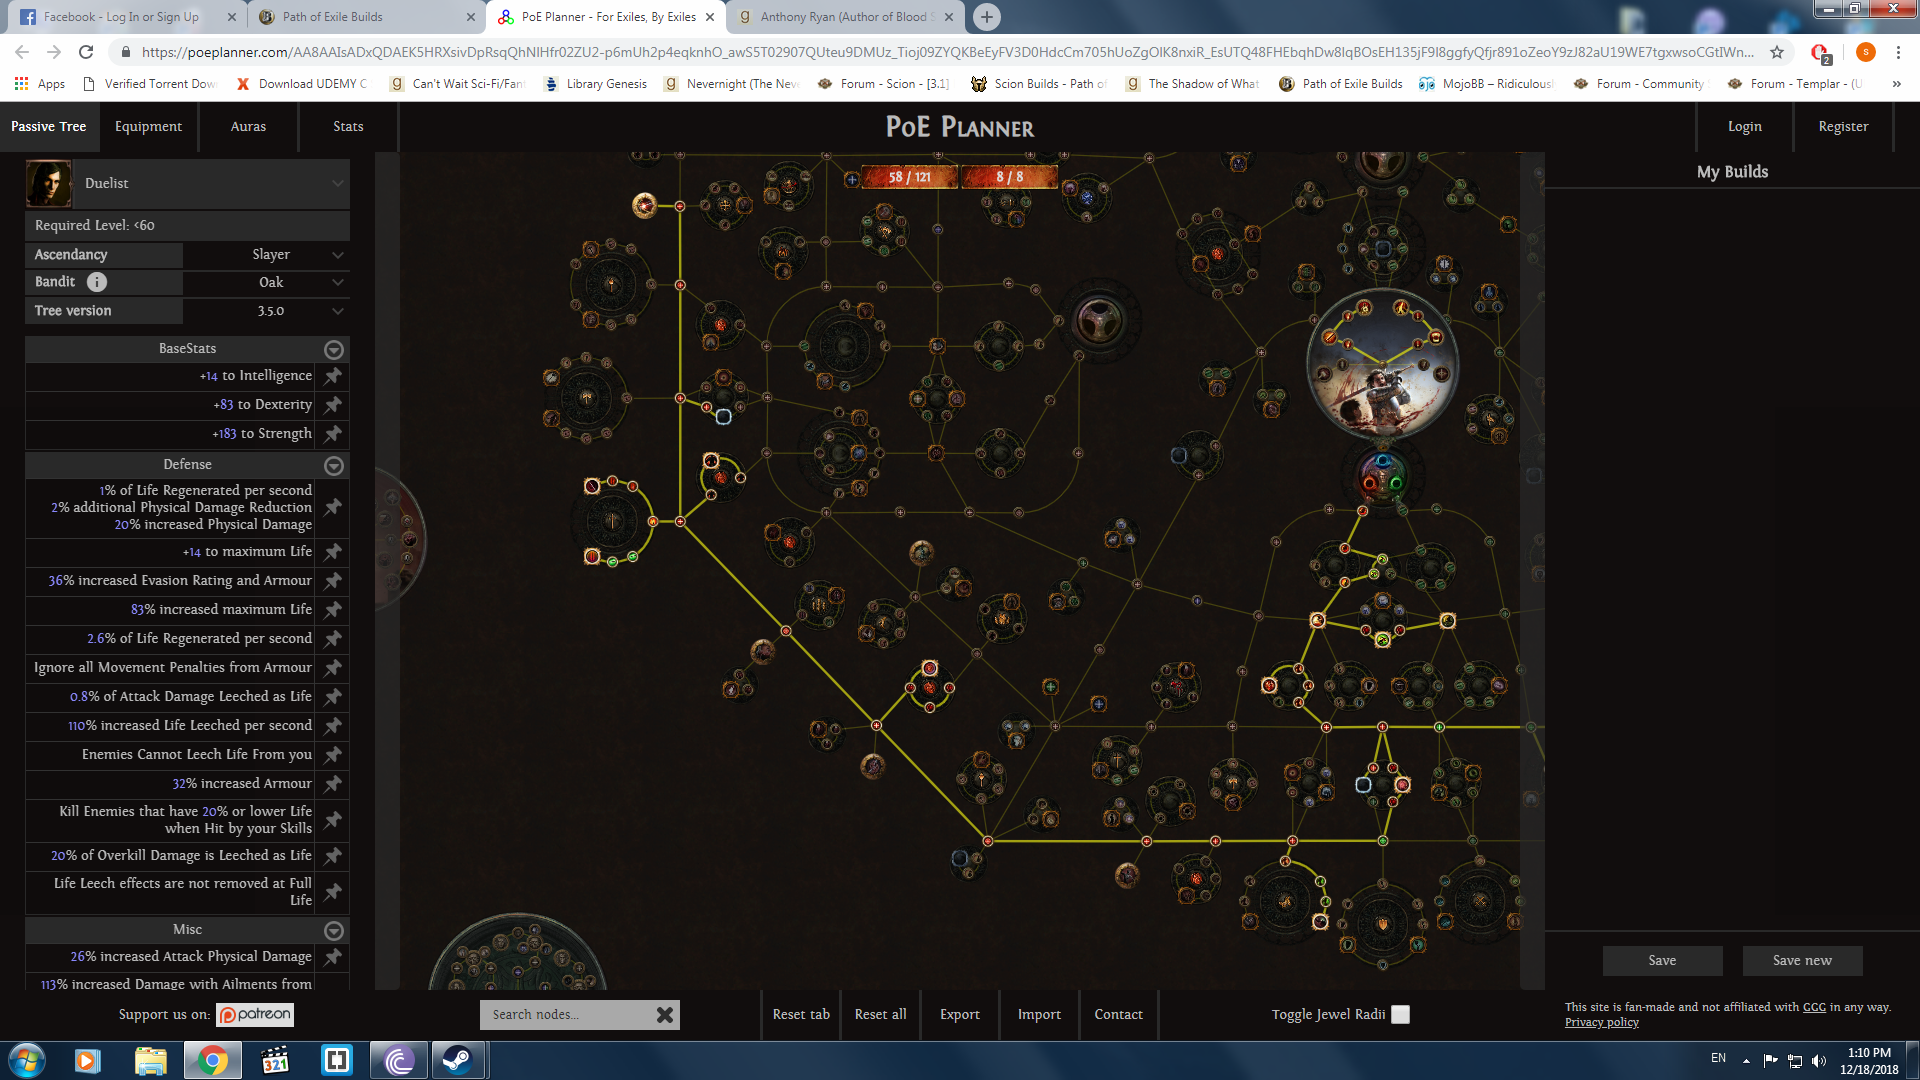 Facebook - Log In or Sign Up
Path of Exile Builds
PoE Planner - For Exiles, By Exiles
Anthony Ryan (Author of Blood S
Apps
Verified Torrent Down
Download UDEMY C
Can't Wait Sci-Fi/Fant
Library Genesis
Nevernight (The Neve
Forum - Scion - [3.1]
Scion Builds - Path of
The Shadow of What
Path of Exile Builds
MojoBB – Ridiculous
Forum - Community
Forum - Templar - (U
Passive Tree
Equipment
Auras
Stats
PoE Planner
Login
Register
Duelist
Required Level: <60
Ascendancy
Slayer
Bandit
Oak
Tree version
3.5.0
58 / 121
8 / 8
My Builds
BaseStats
+14 to Intelligence
+83 to Dexterity
+183 to Strength
Defense
1% of Life Regenerated per second
2% additional Physical Damage Reduction
20% increased Physical Damage
+14 to maximum Life
36% increased Evasion Rating and Armour
83% increased maximum Life
2.6% of Life Regenerated per second
Ignore all Movement Penalties from Armour
0.8% of Attack Damage Leeched as Life
110% increased Life Leeched per second
Enemies Cannot Leech Life From you
32% increased Armour
Kill Enemies that have 20% or lower Life
when Hit by your Skills
20% of Overkill Damage is Leeched as Life
Life Leech effects are not removed at Full
Life
Misc
26% increased Attack Physical Damage
113% increased Damage with Ailments from
Save
Save new
Support us on:
patreon
Search nodes...
Reset tab
Reset all
Export
Import
Contact
Toggle Jewel Radii
This site is fan-made and not affiliated with GGG in any way.
Privacy policy
EN
1:10 PM
12/18/2018